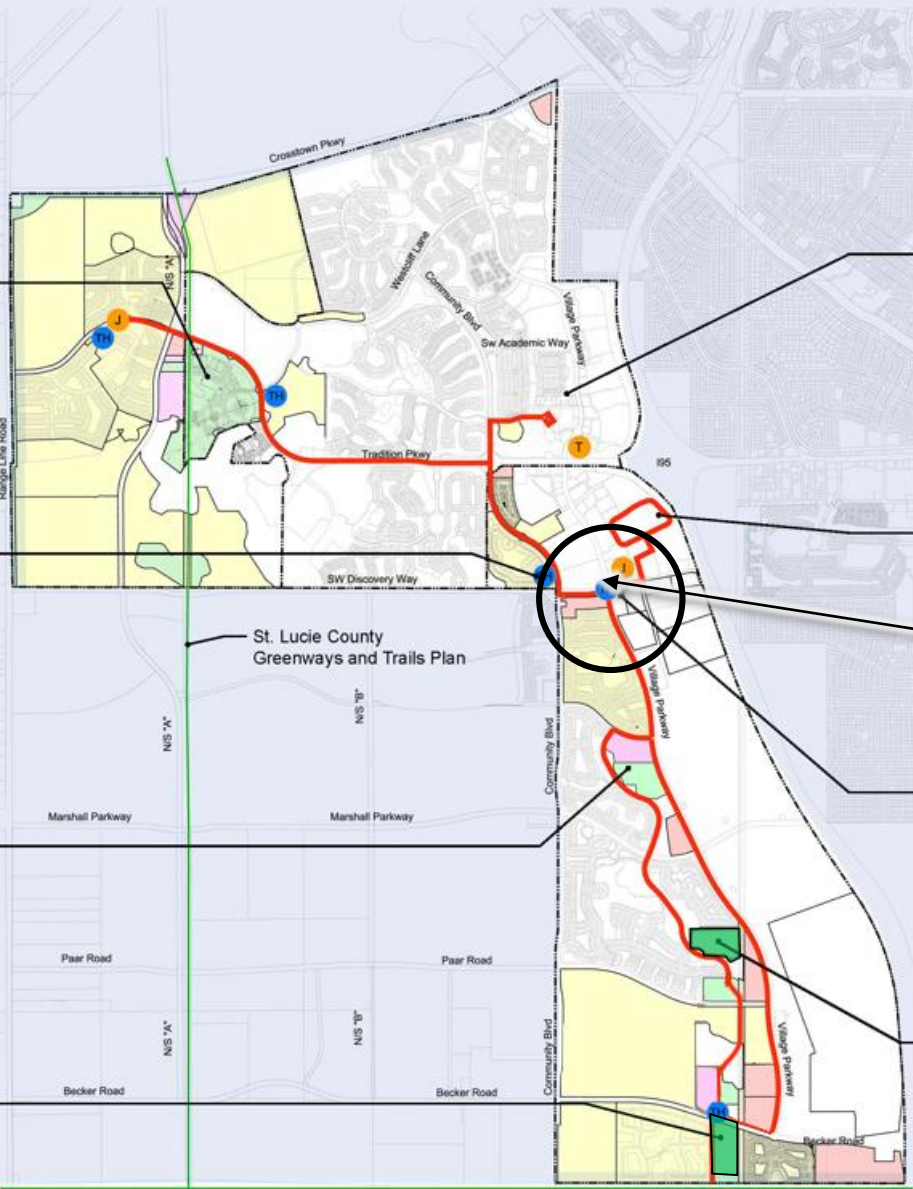 Crosstown Pkwy
N/S "A"
Westcliff Lane
Community Blvd
Village Parkway
Sw Academic Way
J
TH
TH
Range Line Road
Tradition Pkwy
T
I95
SW Discovery Way
St. Lucie County
Greenways and Trails Plan
N/S "A"
N/S "B"
Community Blvd
Village Parkway
Marshall Parkway
Marshall Parkway
Paar Road
Paar Road
N/S "A"
N/S "B"
Community Blvd
Village Parkway
Becker Road
Becker Road
TH
Becker Road